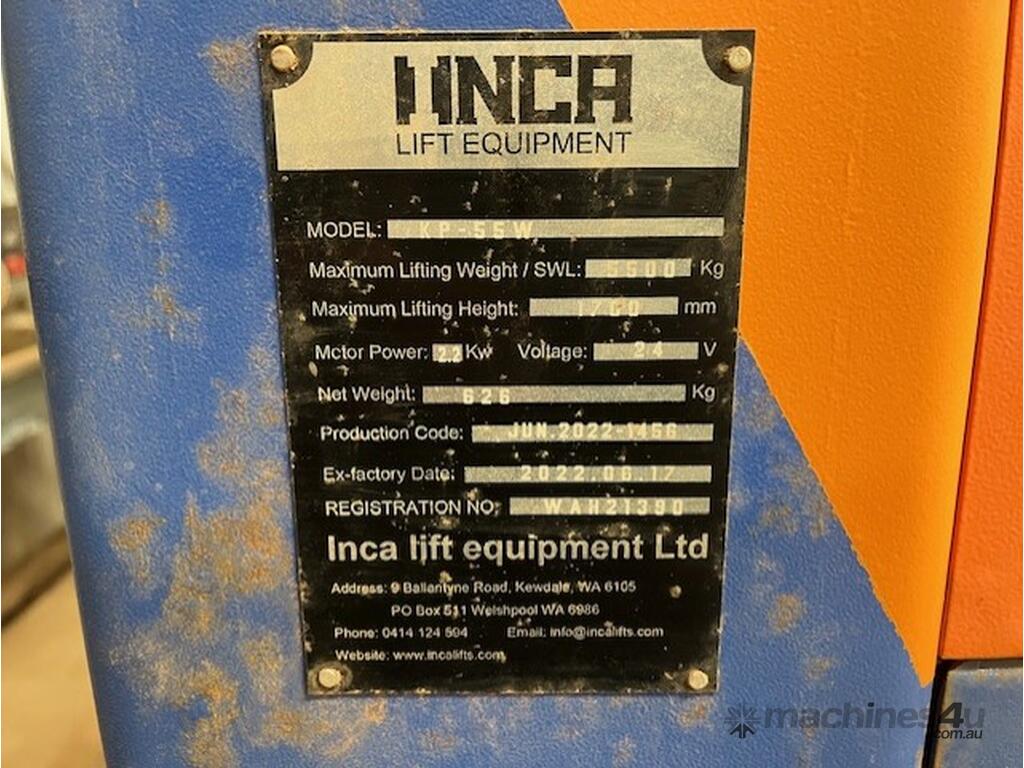 INCA
LIFT EQUIPMENT
MODEL: KP-55W
Maximum Lifting Weight / SWL: 5500 Kg
Maximum Lifting Height: 1700 mm
Motor Power: 2.2 Kw Voltage: 24 V
Net Weight: 626 Kg
Production Code: JUN.2022-1456
Ex-factory Date: 2022.06.17
REGISTRATION NO: WAH21390
Inca lift equipment Ltd
Address: 9 Ballantyne Road, Kewdale, WA 6105
PO Box 511 Welshpool WA 6986
Phone: 0414 124 594 Email: info@incalifts.com
Website: www.incalifts.com
machines4u
.com.au